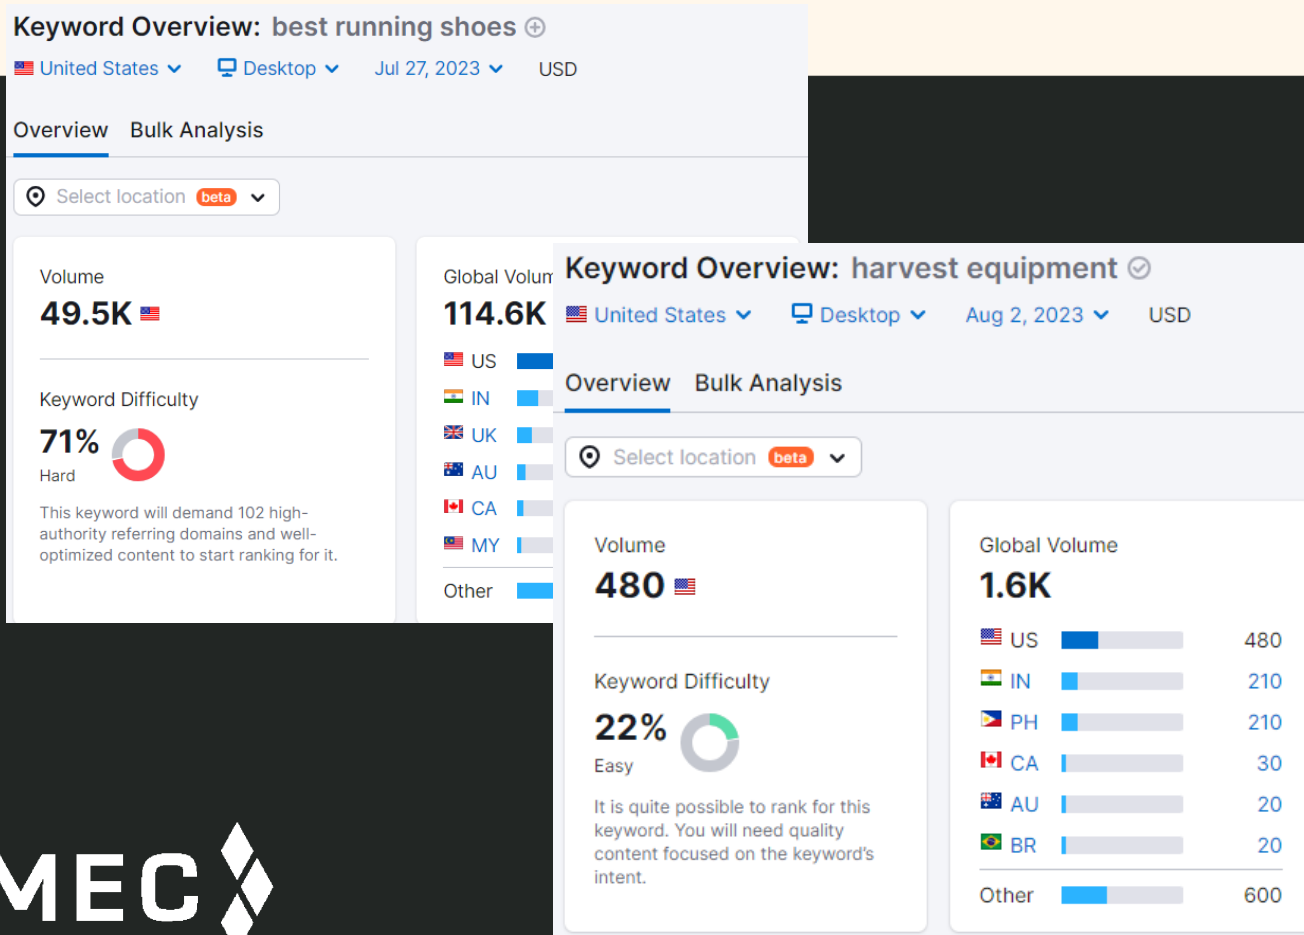 Keyword Overview: best running shoes
United States Desktop Jul 27, 2023 USD
Overview Bulk Analysis
Select location beta
Volume
49.5K
Keyword Difficulty
71%
Hard
This keyword will demand 102 high-
authority referring domains and well-
optimized content to start ranking for it.
Global Volum
114.6K
US
IN
UK
AU
CA
MY
Other
Keyword Overview: harvest equipment
United States Desktop Aug 2, 2023 USD
Overview Bulk Analysis
Select location beta
Volume
480
Keyword Difficulty
22%
Easy
It is quite possible to rank for this
keyword. You will need quality
content focused on the keyword's
intent.
Global Volume
1.6K
US 480
IN 210
PH 210
CA 30
AU 20
BR 20
Other 600
MEC